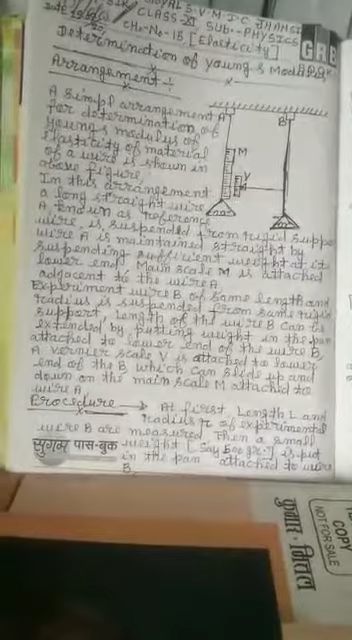 S.V.M.I.C JHANSI
CLASS-XI SUB.-PHYSICS
CH-No-15 [Elasticity]
Determination of young's Modulus
Arrangement :-
A simpl arrangement
for determination of
young's modulus of
elasticity of material
of a wire is shown in
above figure.
In this arrangement
a long straight wire
A known as reference
wire is suspended from rigid suppo
wire A is maintained straight by
suspending sufficient weight at its
lower end. Main scale M is attached
adjacent to the wire A.
Experiment wire B of same length and
radius is suspended from same rigid
support, Length of the wire B can be
extended by putting weight in the pan
attached to lower end of the wire B,
A vernier scale V is attached to lower
end of the B which can slide up and
down on the main scale M attached to
wire A,
Procedure → At first, Length L and
radius r of experimental
wire B are measured. Then a small
weight [Say 500 gr.] is put
in the pan attached to wire
B.
A
B
M
V
सुगम पास-बुक
NOT FOR SALE